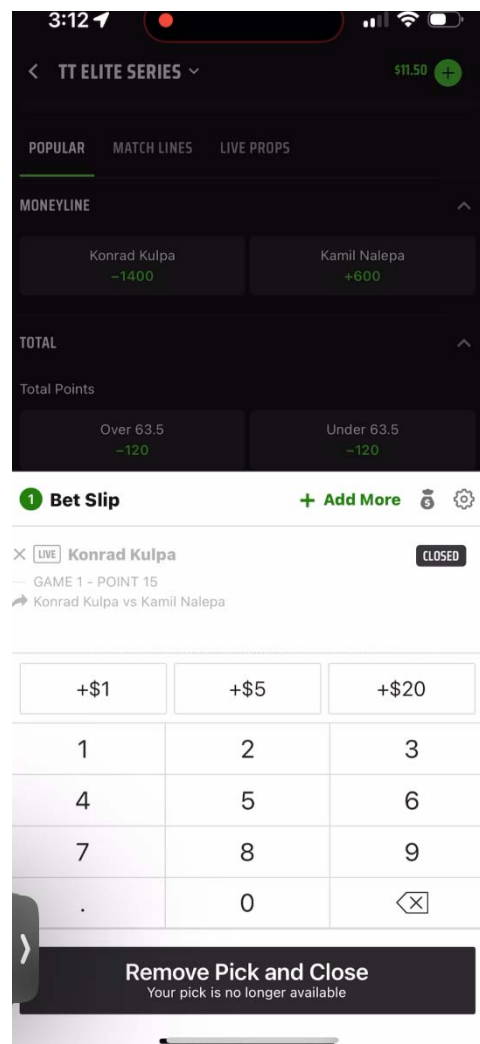 3:12
TT ELITE SERIES
$11.50
POPULAR MATCH LINES LIVE PROPS
MONEYLINE
Konrad Kulpa Kamil Nalepa
−1400 +600
TOTAL
Total Points
Over 63.5 Under 63.5
−120 −120
1 Bet Slip + Add More
LIVE Konrad Kulpa CLOSED
GAME 1 - POINT 15
Konrad Kulpa vs Kamil Nalepa
+$1 +$5 +$20
1 2 3
4 5 6
7 8 9
. 0
Remove Pick and Close
Your pick is no longer available